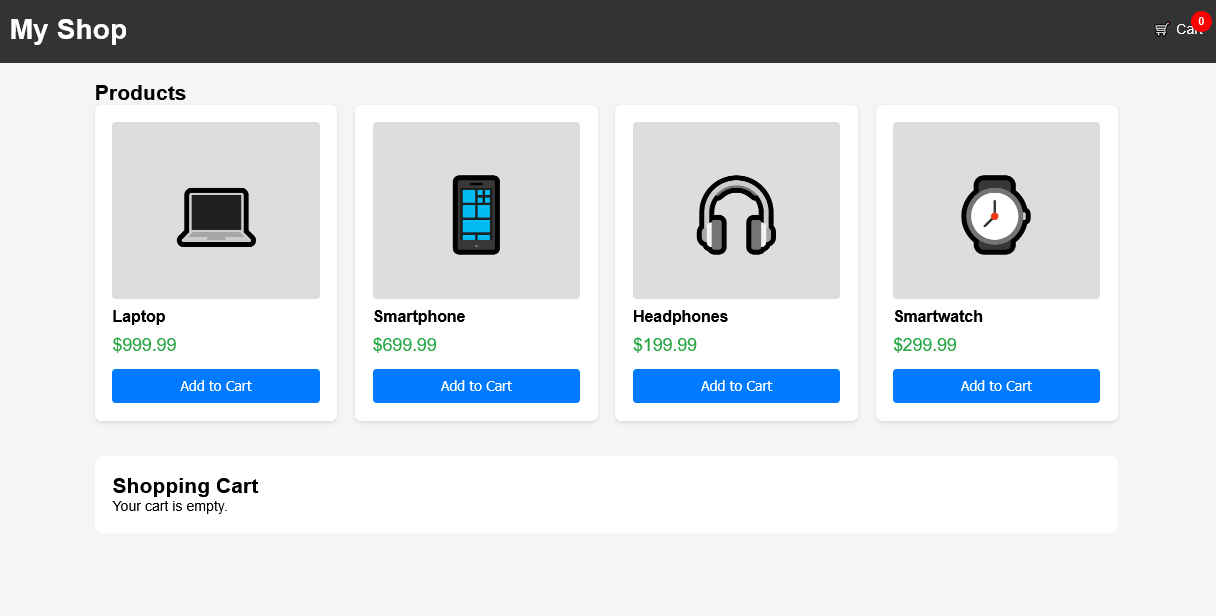 My Shop
Cart 0
Products
Laptop
$999.99
Add to Cart
Smartphone
$699.99
Add to Cart
Headphones
$199.99
Add to Cart
Smartwatch
$299.99
Add to Cart
Shopping Cart
Your cart is empty.